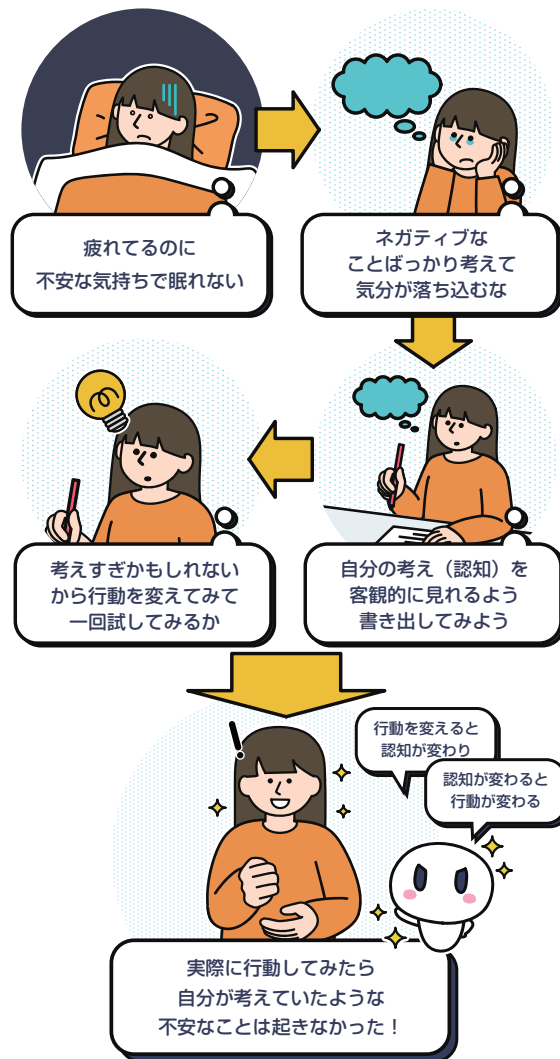 疲れてるのに
不安な気持ちで眠れない
ネガティブな
ことばっかり考えて
気分が落ち込むな
自分の考え（認知）を
客観的に見れるよう
書き出してみよう
考えすぎかもしれない
から行動を変えてみて
一回試してみるか
行動を変えると
認知が変わり
認知が変わると
行動が変わる
実際に行動してみたら
自分が考えていたような
不安なことは起きなかった！